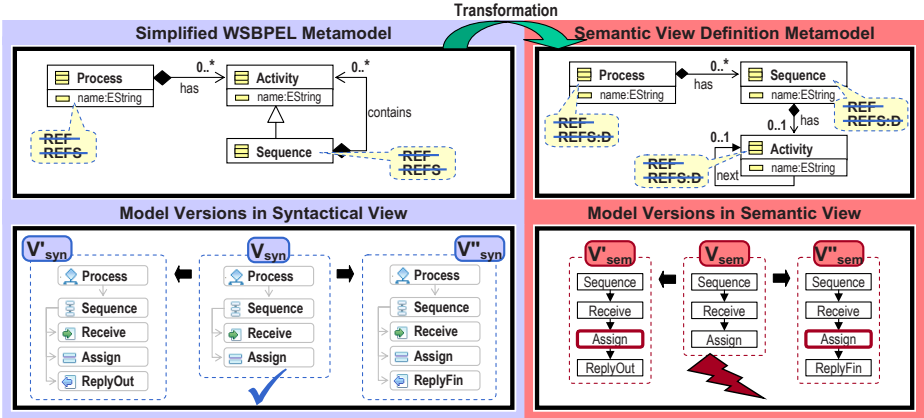 Transformation
Simplified WSBPEL Metamodel
Process
name:EString
0..*
has
Activity
name:EString
0..*
contains
Sequence
REF
REFS
REF
REFS
Semantic View Definition Metamodel
Process
name:EString
0..*
has
Sequence
name:EString
REF
REFS:D
REF
REFS:D
has
0..1
0..1
Activity
name:EString
next
REF
REFS:D
Model Versions in Syntactical View
V'syn
Process
Sequence
Receive
Assign
ReplyOut
Vsyn
Process
Sequence
Receive
Assign
V''syn
Process
Sequence
Receive
Assign
ReplyFin
Model Versions in Semantic View
V'sem
Sequence
Receive
Assign
ReplyOut
Vsem
Sequence
Receive
Assign
V''sem
Sequence
Receive
Assign
ReplyFin